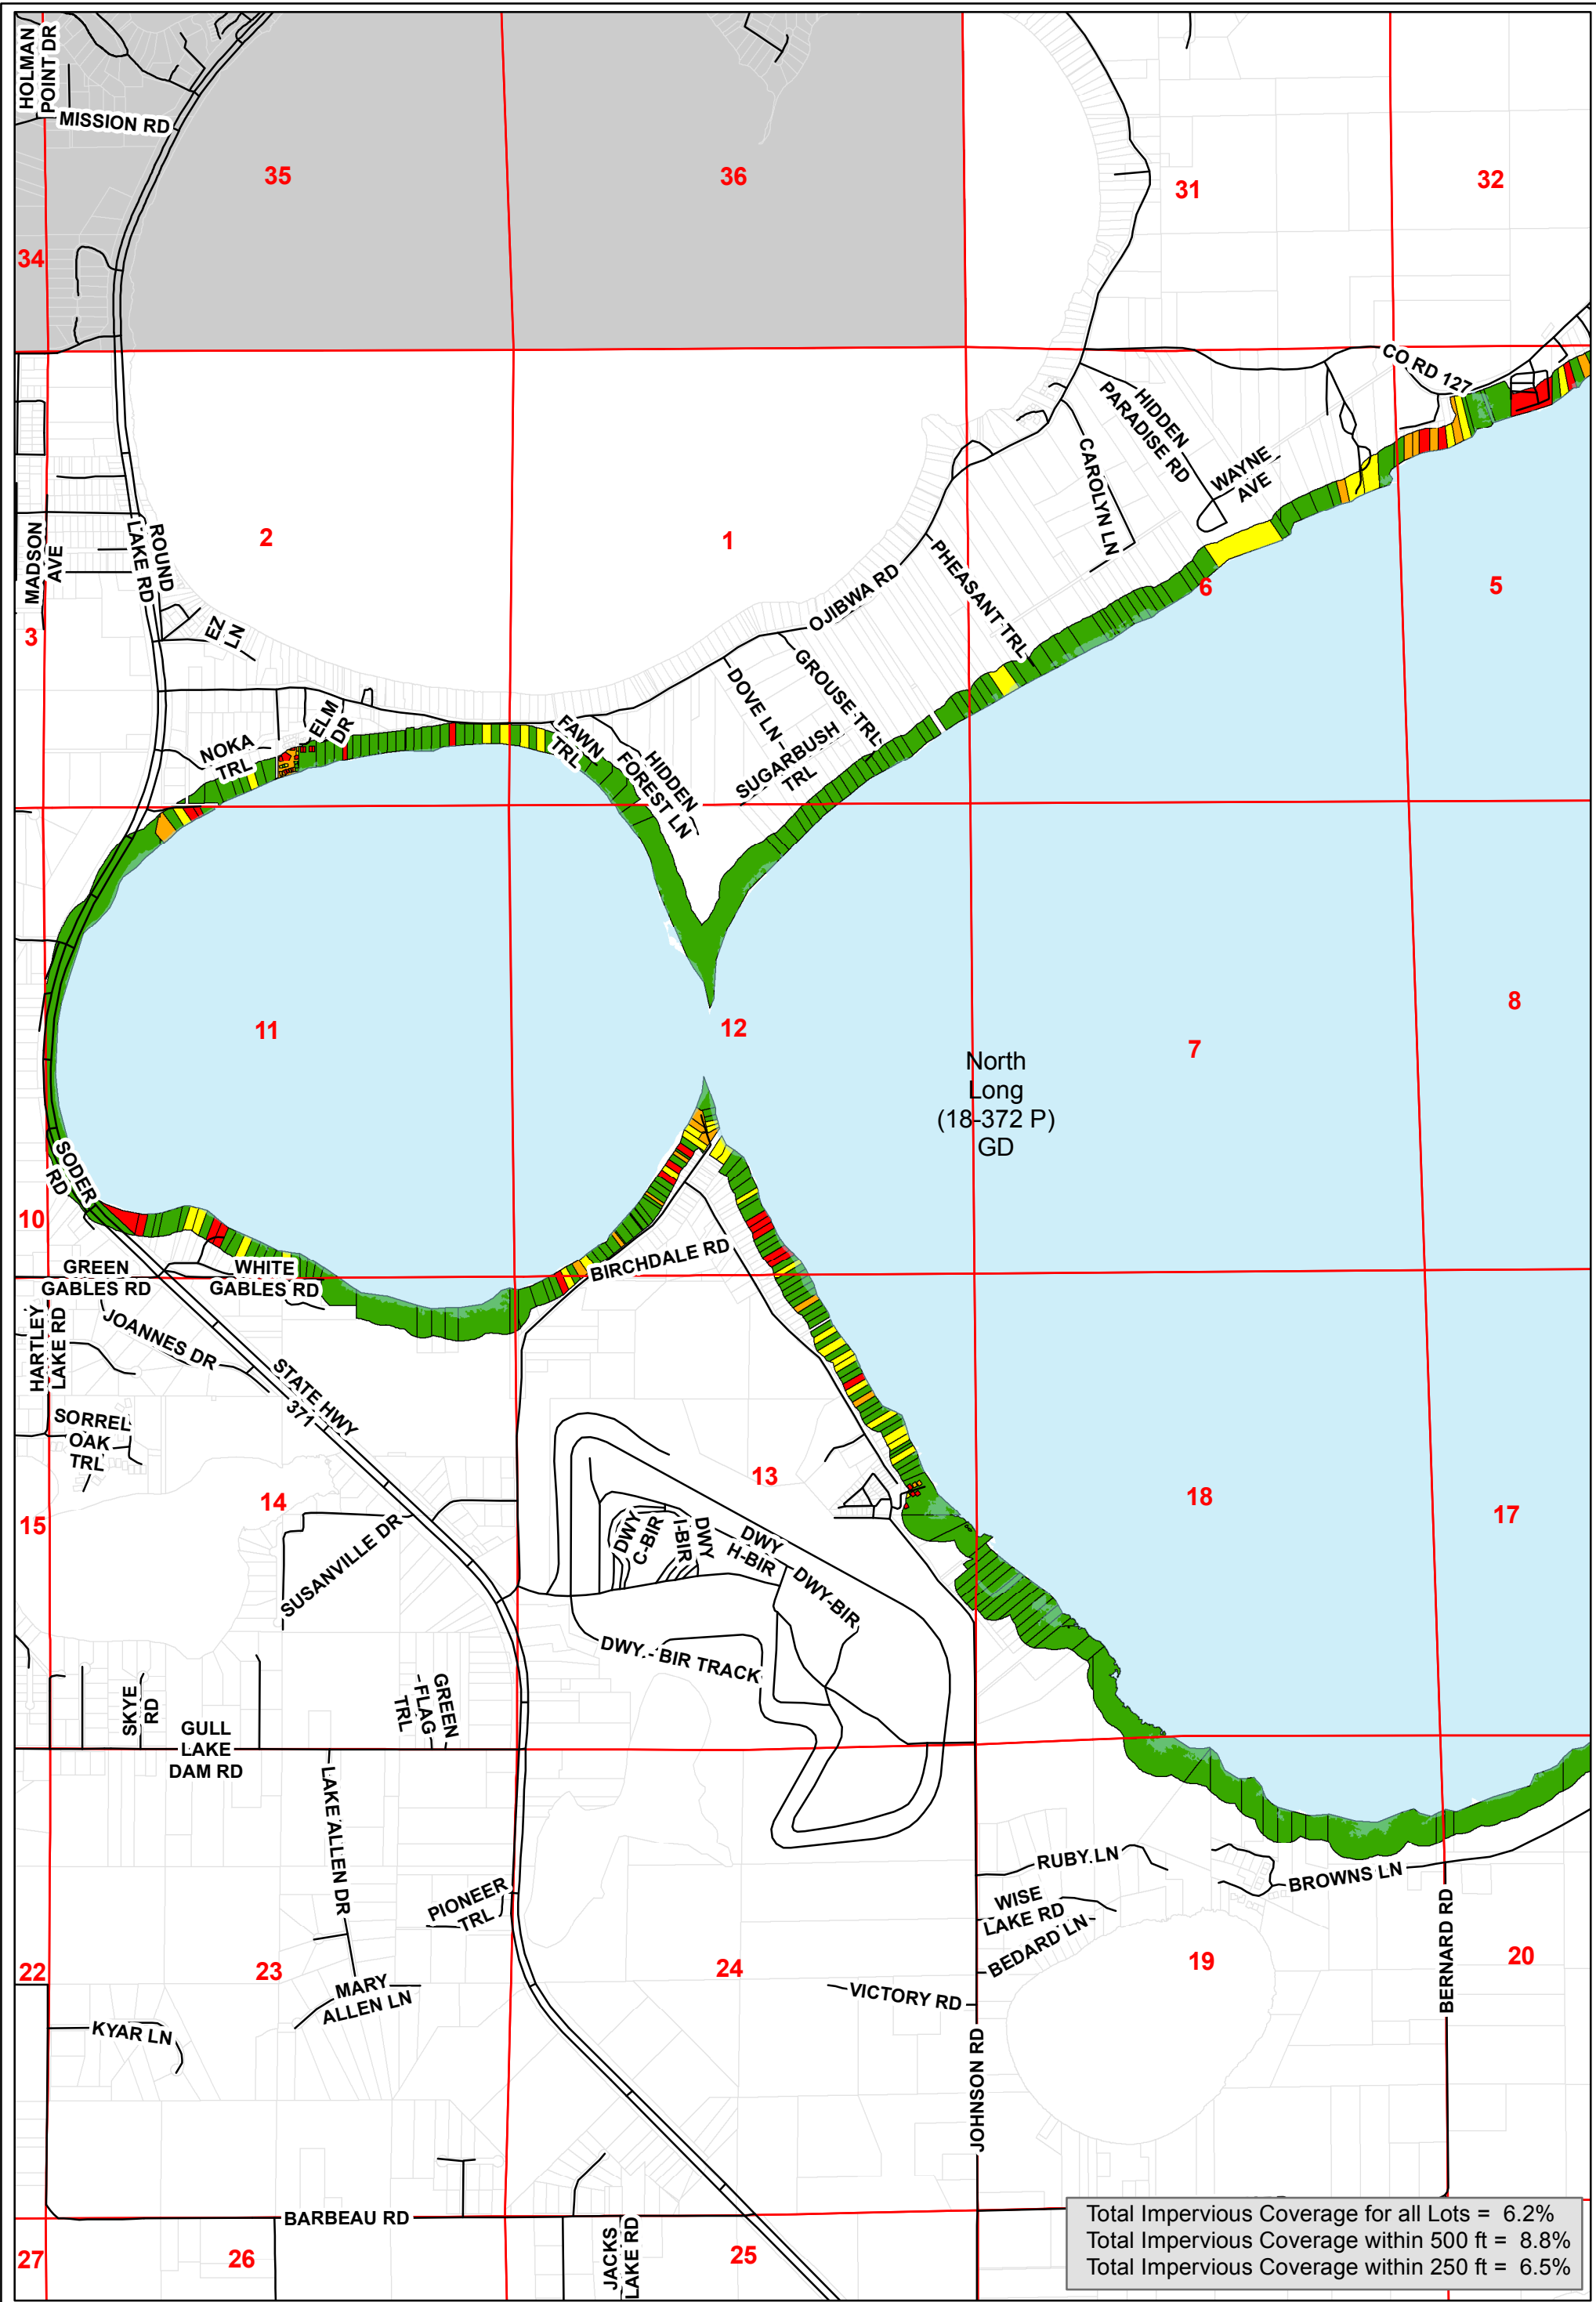 HOLMAN
POINT DR
MISSION RD
35
36
31
32
34
CO RD 127
HIDDEN
PARADISE RD
CAROLYN LN
WAYNE
AVE
MADSON
AVE
ROUND
LAKE RD
2
1
6
5
3
EZ
LN
OJIBWA RD
PHEASANT TRL
GROUSE TRL
DOVE LN
SUGARBUSH
TRL
ELM
DR
NOKA
TRL
FAWN
TRL
HIDDEN
FOREST LN
11
12
7
8
North
Long
(18-372 P)
GD
SODER
RD
10
GREEN
GABLES RD
WHITE
GABLES RD
BIRCHDALE RD
HARTLEY
LAKE RD
JOANNES DR
STATE HWY
371
SORREL
OAK
TRL
13
14
15
18
17
SUSANVILLE DR
DWY
C-BIR
DWY
I-BIR
DWY
H-BIR
DWY-BIR
DWY - BIR TRACK
SKYE
RD
GREEN
FLAG
TRL
GULL
LAKE
DAM RD
LAKE ALLEN DR
PIONEER
TRL
RUBY LN
WISE
LAKE RD
BEDARD LN
BROWNS LN
BERNARD RD
22
23
24
19
20
MARY
ALLEN LN
VICTORY RD
KYAR LN
JOHNSON RD
BARBEAU RD
27
26
JACKS
LAKE RD
25
Total Impervious Coverage for all Lots = 6.2%
Total Impervious Coverage within 500 ft = 8.8%
Total Impervious Coverage within 250 ft = 6.5%